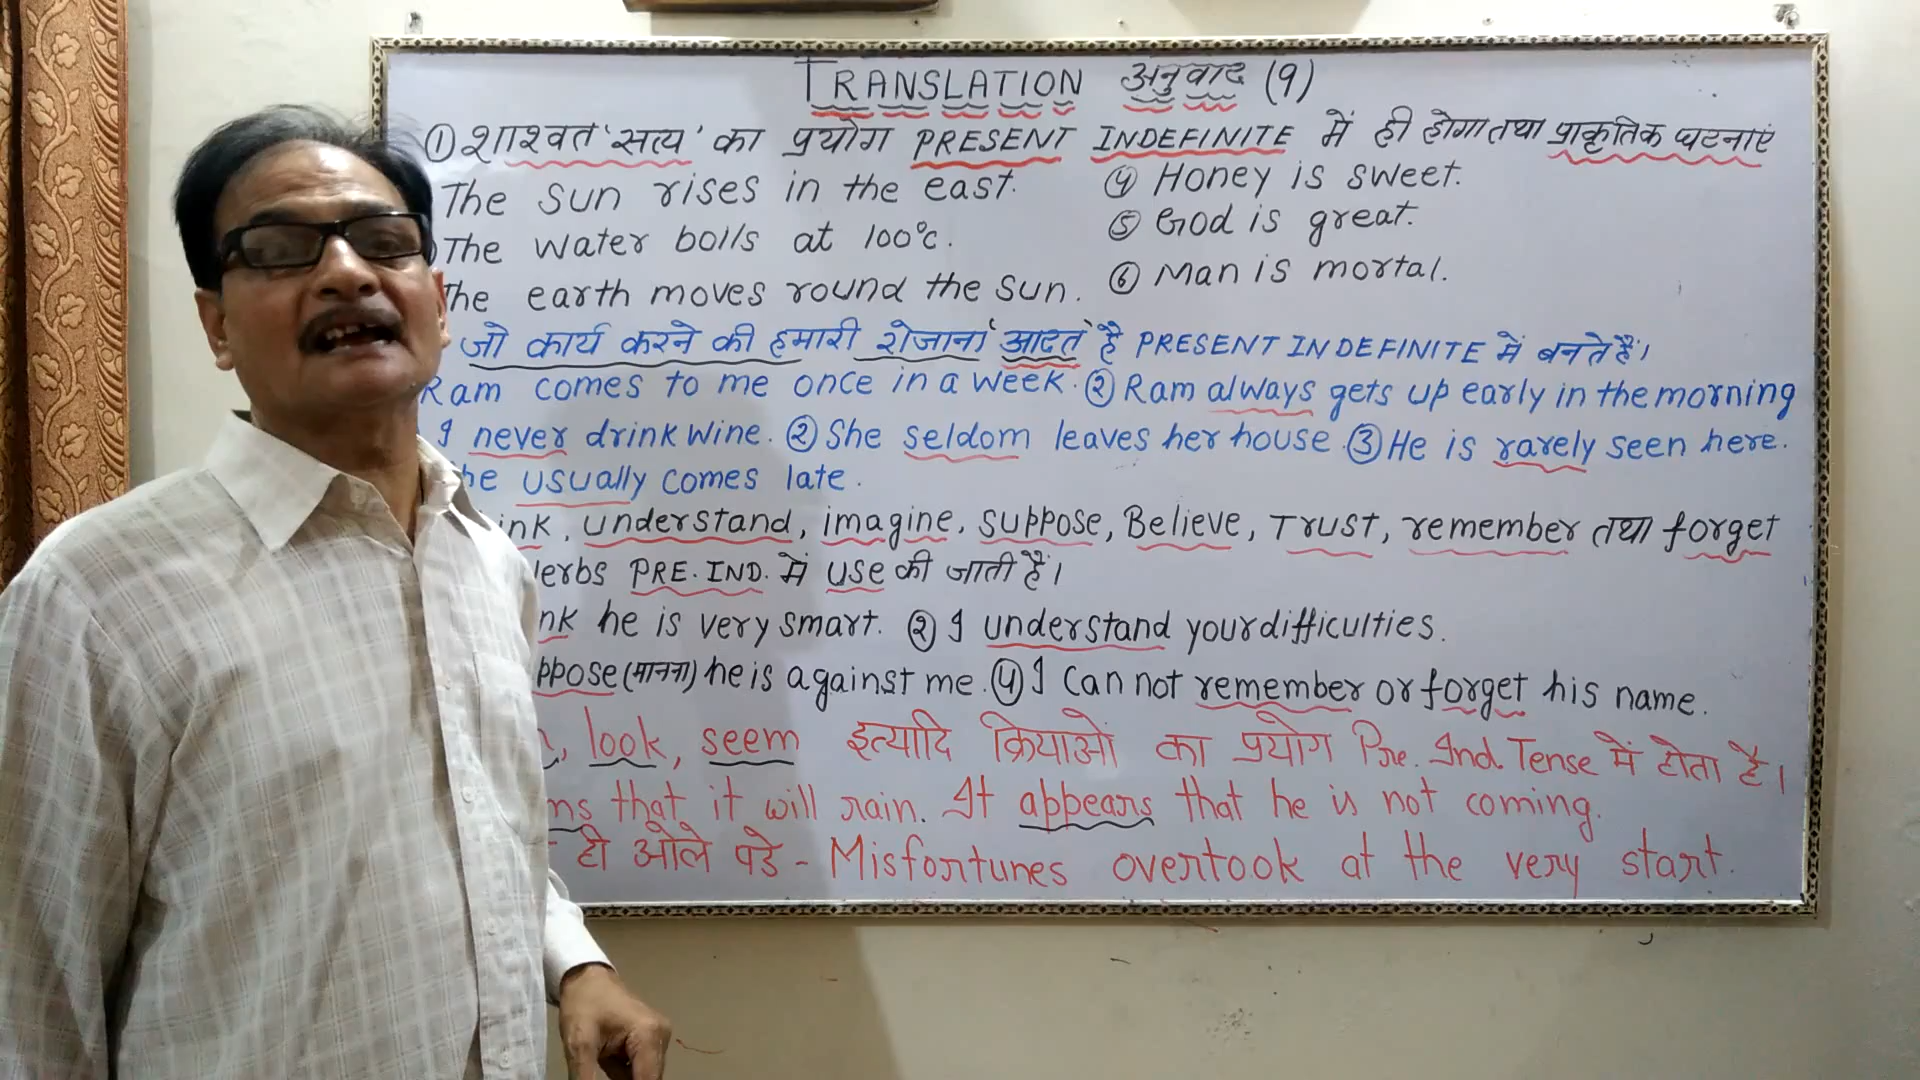 TRANSLATION अनुवाद (9)
① शाश्वत 'सत्य' का प्रयोग PRESENT INDEFINITE में ही होगा तथा प्राकृतिक घटनाएं
The sun rises in the east. ④ Honey is sweet.
The water boils at 100°c. ⑤ God is great.
The earth moves round the sun. ⑥ Man is mortal.
जो कार्य करने की हमारी रोजाना 'आदत' है PRESENT INDEFINITE में बनते हैं।
Ram comes to me once in a week. ② Ram always gets up early in the morning
I never drink wine. ② She seldom leaves her house. ③ He is rarely seen here.
he usually comes late.
ink, understand, imagine, suppose, Believe, TRUST, remember तथा forget
verbs PRE. IND. में use की जाती हैं।
nk he is very smart. ② I understand your difficulties.
ppose (मानना) he is against me. ④ I Can not remember or forget his name.
look, seem इत्यादि क्रियाओं का प्रयोग Pre. Ind. Tense में होता है।
ms that it will rain. It appears that he is not coming.
ही ओले पडे - Misfortunes overtook at the very start.